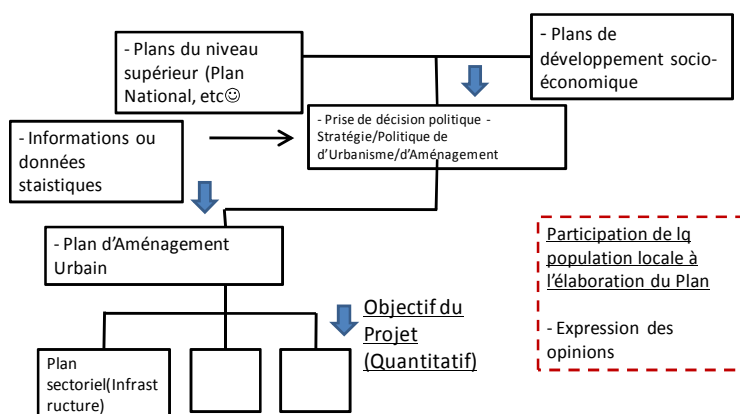 - Plans du niveau
supérieur (Plan
National, etc☺
- Plans de
développement socio-
économique
- Prise de décision politique -
Stratégie/Politique de
d'Urbanisme/d'Aménagement
- Informations ou
données
staistiques
- Plan d'Aménagement
Urbain
Objectif du
Projet
(Quantitatif)
Plan
sectoriel(Infrast
ructure)
Participation de lq
population locale à
l'élaboration du Plan
- Expression des
opinions